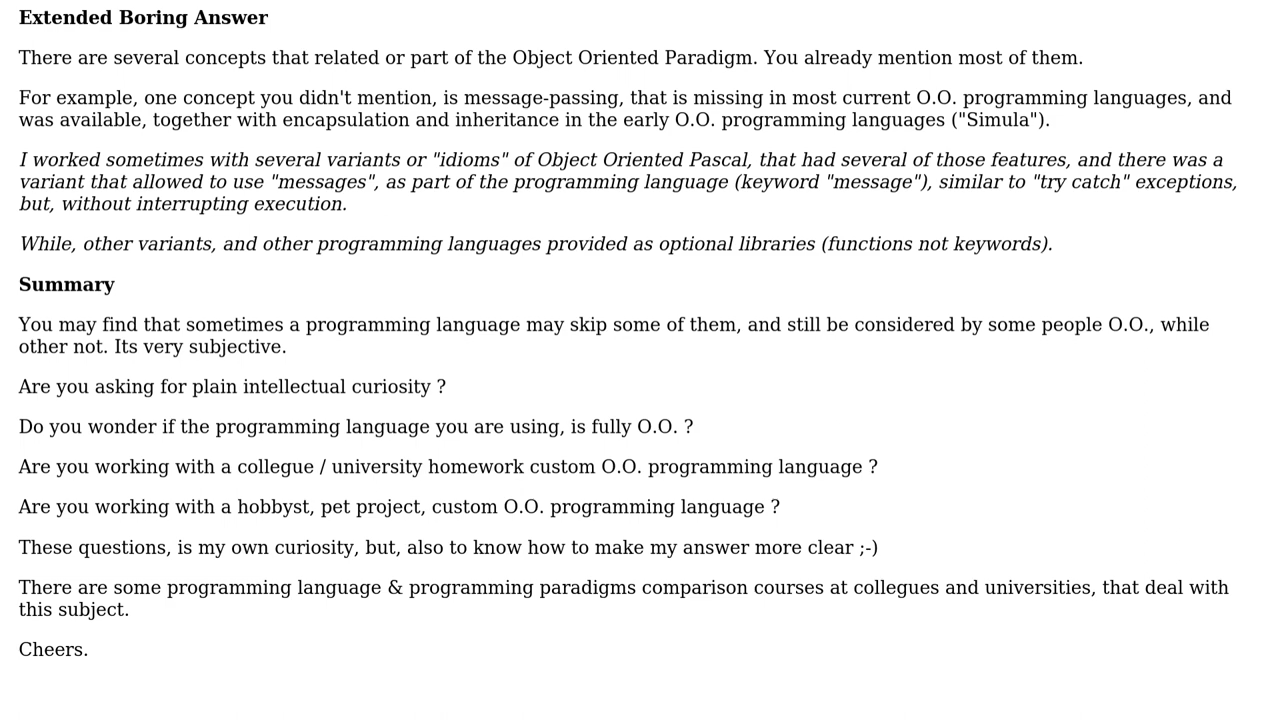 Extended Boring Answer
There are several concepts that related or part of the Object Oriented Paradigm. You already mention most of them.
For example, one concept you didn't mention, is message-passing, that is missing in most current O.O. programming languages, and
was available, together with encapsulation and inheritance in the early O.O. programming languages ("Simula").
I worked sometimes with several variants or "idioms" of Object Oriented Pascal, that had several of those features, and there was a
variant that allowed to use "messages", as part of the programming language (keyword "message"), similar to "try catch" exceptions,
but, without interrupting execution.
While, other variants, and other programming languages provided as optional libraries (functions not keywords).
Summary
You may find that sometimes a programming language may skip some of them, and still be considered by some people O.O., while
other not. Its very subjective.
Are you asking for plain intellectual curiosity ?
Do you wonder if the programming language you are using, is fully O.O. ?
Are you working with a collegue / university homework custom O.O. programming language ?
Are you working with a hobbyst, pet project, custom O.O. programming language ?
These questions, is my own curiosity, but, also to know how to make my answer more clear ;-)
There are some programming language & programming paradigms comparison courses at collegues and universities, that deal with
this subject.
Cheers.